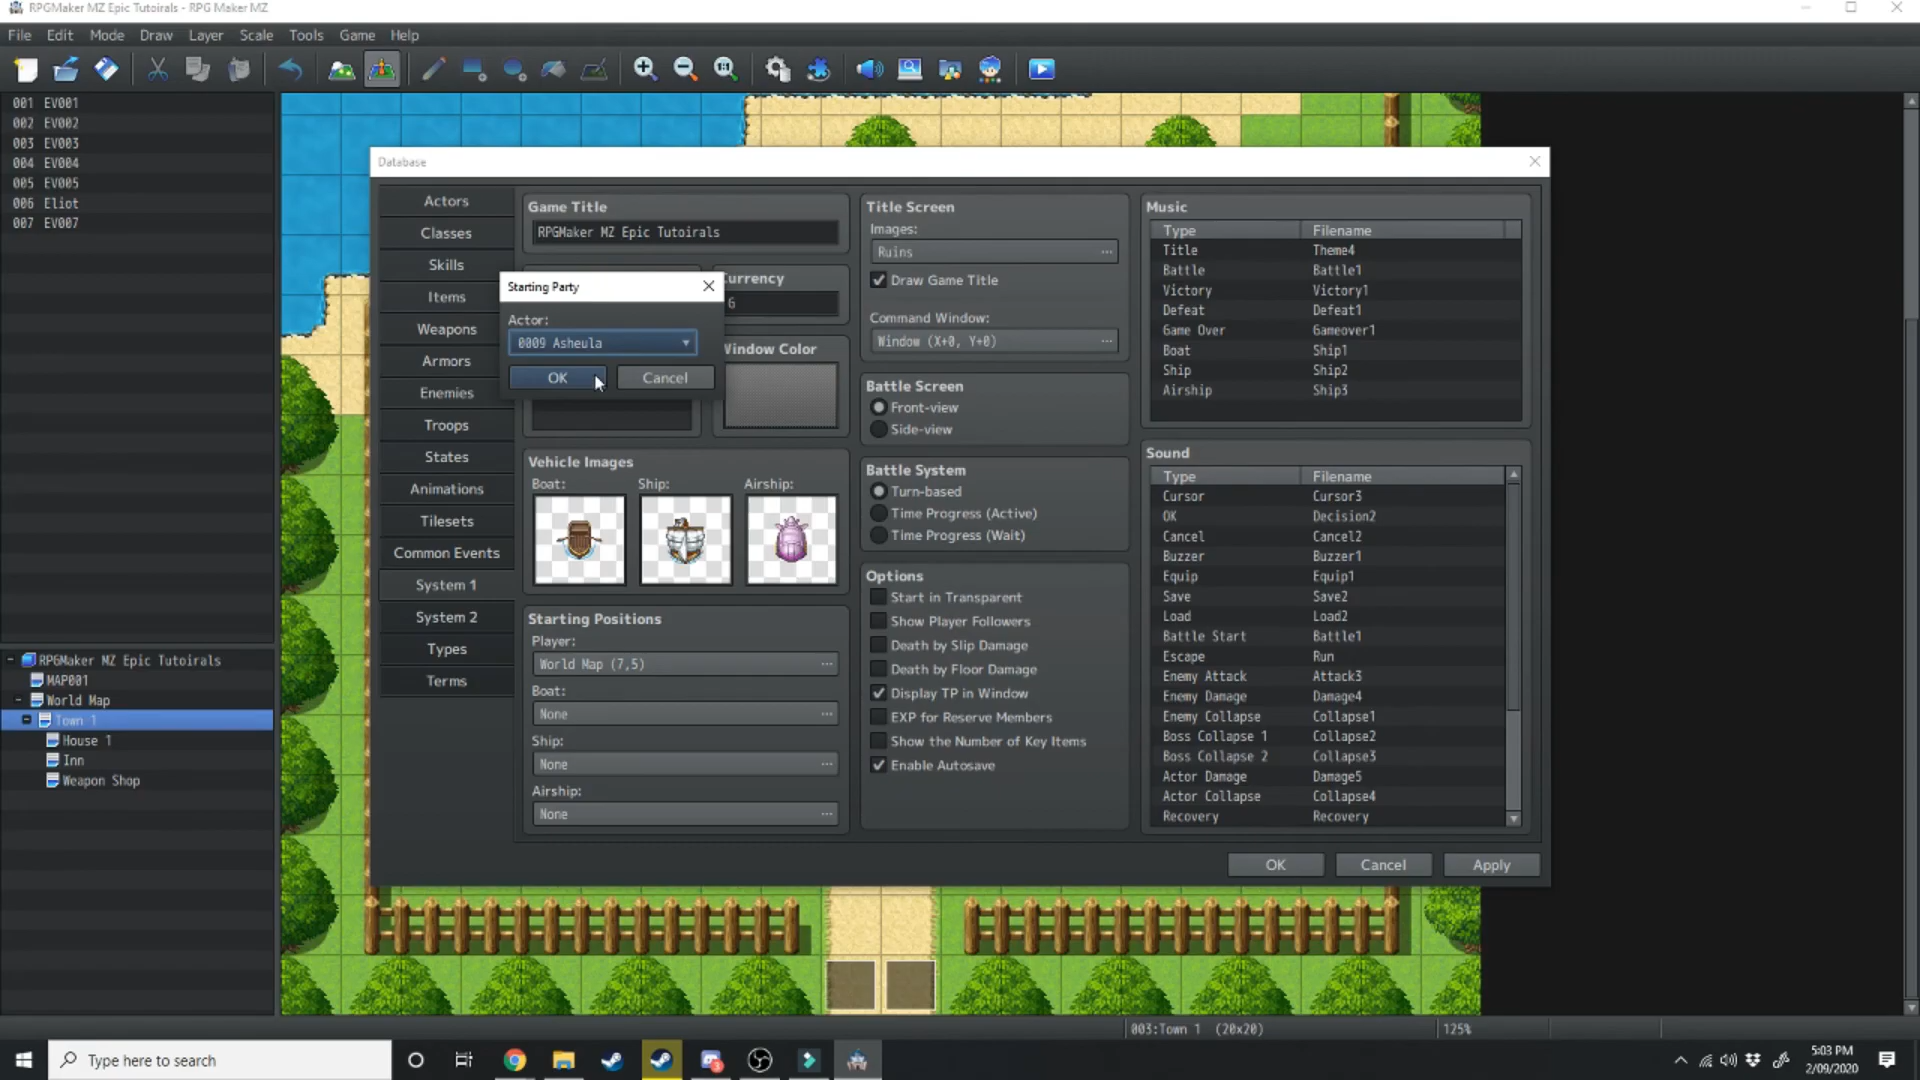 RPGMaker MZ Epic Tutoirals - RPG Maker MZ
File Edit Mode Draw Layer Scale Tools Game Help
001 EV001
002 EV002
003 EV003
004 EV004
005 EV005
006 Eliot
007 EV007
RPGMaker MZ Epic Tutoirals
MAP001
World Map
Town 1
House 1
Inn
Weapon Shop
Database
Actors
Classes
Skills
Items
Weapons
Armors
Enemies
Troops
States
Animations
Tilesets
Common Events
System 1
System 2
Types
Terms
Game Title
RPGMaker MZ Epic Tutoirals
Starting Party
Actor:
0009 Asheula
OK Cancel
urrency
G
Window Color
Vehicle Images
Boat: Ship: Airship:
Starting Positions
Player:
World Map (7,5) ...
Boat:
None ...
Ship:
None ...
Airship:
None ...
Title Screen
Images:
Ruins ...
Draw Game Title
Command Window:
Window (X+0, Y+0) ...
Battle Screen
Front-view
Side-view
Battle System
Turn-based
Time Progress (Active)
Time Progress (Wait)
Options
Start in Transparent
Show Player Followers
Death by Slip Damage
Death by Floor Damage
Display TP in Window
EXP for Reserve Members
Show the Number of Key Items
Enable Autosave
Music
Type Filename
Title Theme4
Battle Battle1
Victory Victory1
Defeat Defeat1
Game Over Gameover1
Boat Ship1
Ship Ship2
Airship Ship3
Sound
Type Filename
Cursor Cursor3
OK Decision2
Cancel Cancel2
Buzzer Buzzer1
Equip Equip1
Save Save2
Load Load2
Battle Start Battle1
Escape Run
Enemy Attack Attack3
Enemy Damage Damage4
Enemy Collapse Collapse1
Boss Collapse 1 Collapse2
Boss Collapse 2 Collapse3
Actor Damage Damage5
Actor Collapse Collapse4
Recovery Recovery
OK Cancel Apply
003:Town 1 (20x20) 125%
Type here to search
5:03 PM
2/09/2020